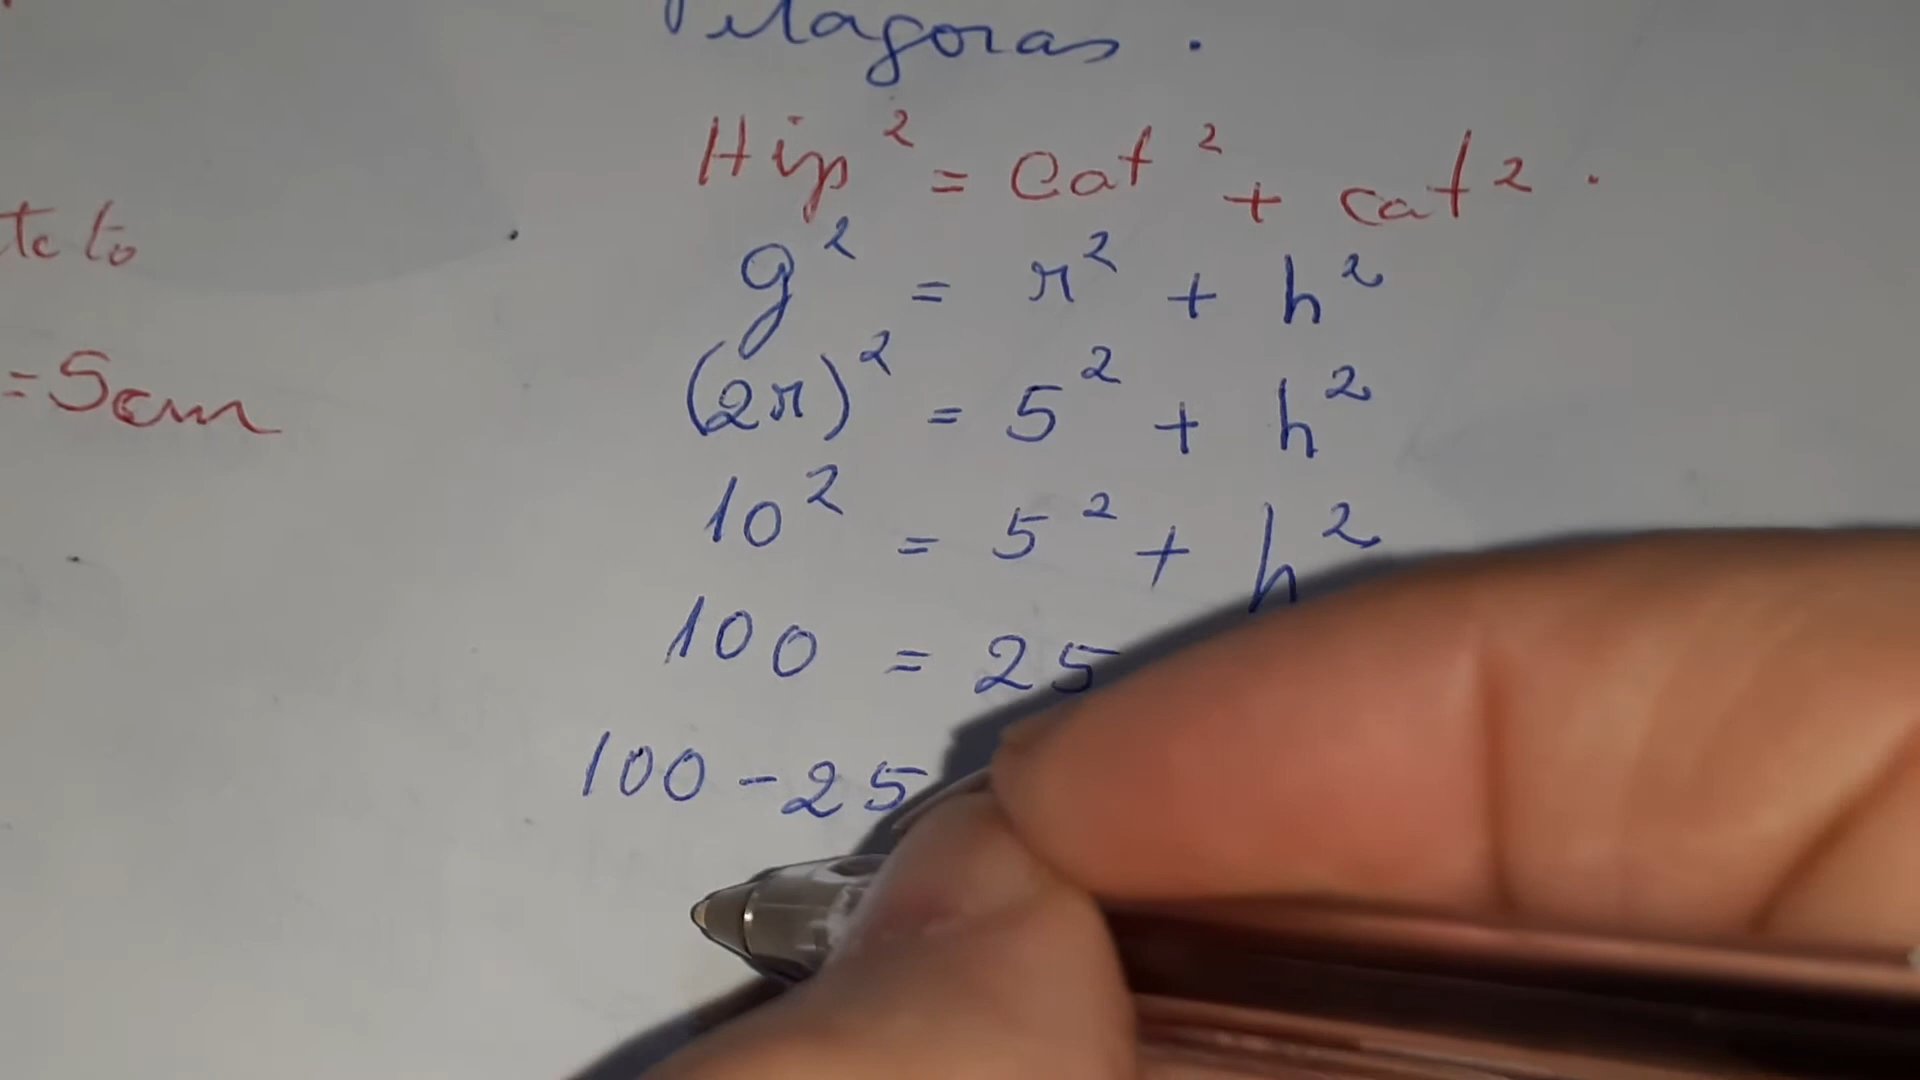 Pitagoras.
Hip² = Cat² + cat².
g² = r² + h²
teto
(2r)² = 5² + h²
= 5cm
10² = 5² + h²
100 = 25
100 - 25